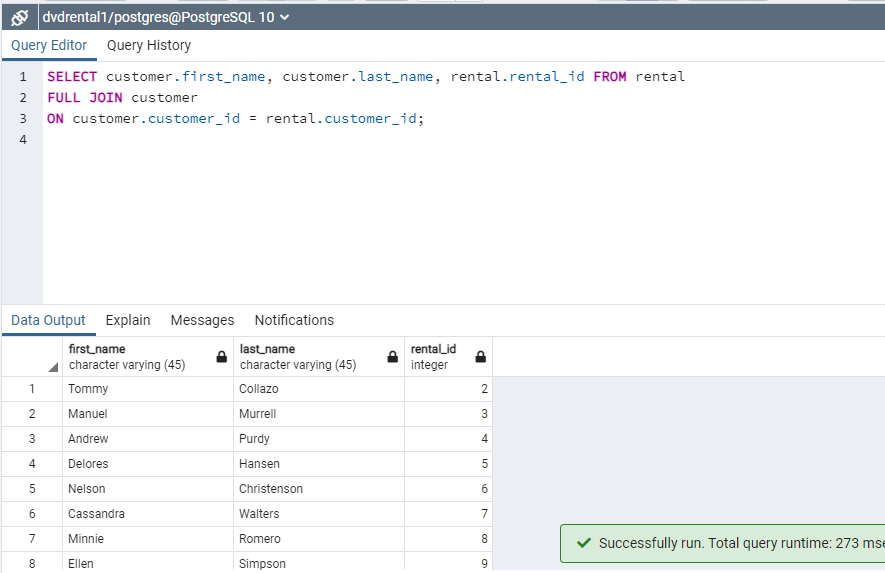 dvdrental1/postgres@PostgreSQL 10
Query Editor Query History
1 SELECT customer.first_name, customer.last_name, rental.rental_id FROM rental
2 FULL JOIN customer
3 ON customer.customer_id = rental.customer_id;
4
Data Output Explain Messages Notifications
first_name last_name rental_id
character varying (45) character varying (45) integer
1 Tommy Collazo 2
2 Manuel Murrell 3
3 Andrew Purdy 4
4 Delores Hansen 5
5 Nelson Christenson 6
6 Cassandra Walters 7
7 Minnie Romero 8
8 Ellen Simpson 9
Successfully run. Total query runtime: 273 mse